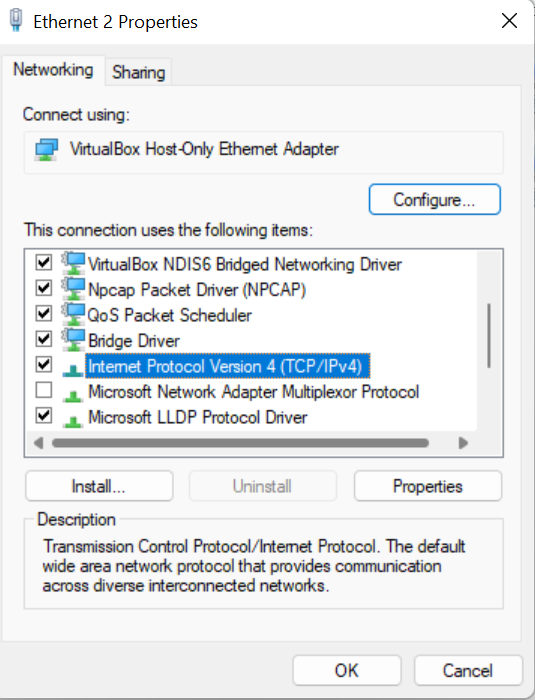 Ethernet 2 Properties
Networking
Sharing
Connect using:
VirtualBox Host-Only Ethernet Adapter
Configure...
This connection uses the following items:
VirtualBox NDIS6 Bridged Networking Driver
Npcap Packet Driver (NPCAP)
QoS Packet Scheduler
Bridge Driver
Internet Protocol Version 4 (TCP/IPv4)
Microsoft Network Adapter Multiplexor Protocol
Microsoft LLDP Protocol Driver
Install...
Uninstall
Properties
Description
Transmission Control Protocol/Internet Protocol. The default
wide area network protocol that provides communication
across diverse interconnected networks.
OK
Cancel